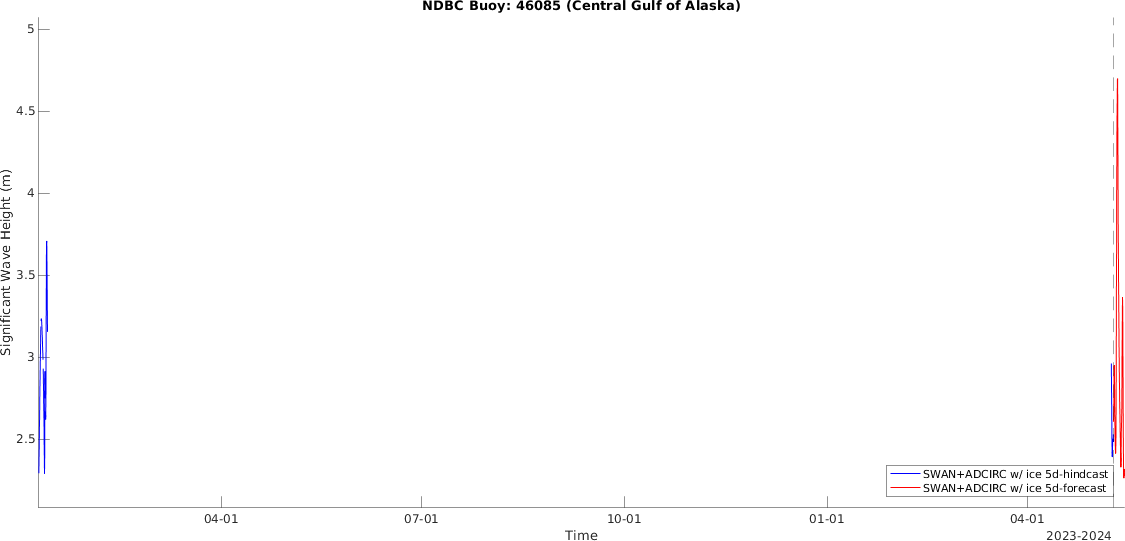 NDBC Buoy: 46085 (Central Gulf of Alaska)
5
4.5
4
3.5
3
2.5
Significant Wave Height (m)
SWAN+ADCIRC w/ ice 5d-hindcast
SWAN+ADCIRC w/ ice 5d-forecast
04-01
07-01
10-01
01-01
04-01
Time
2023-2024